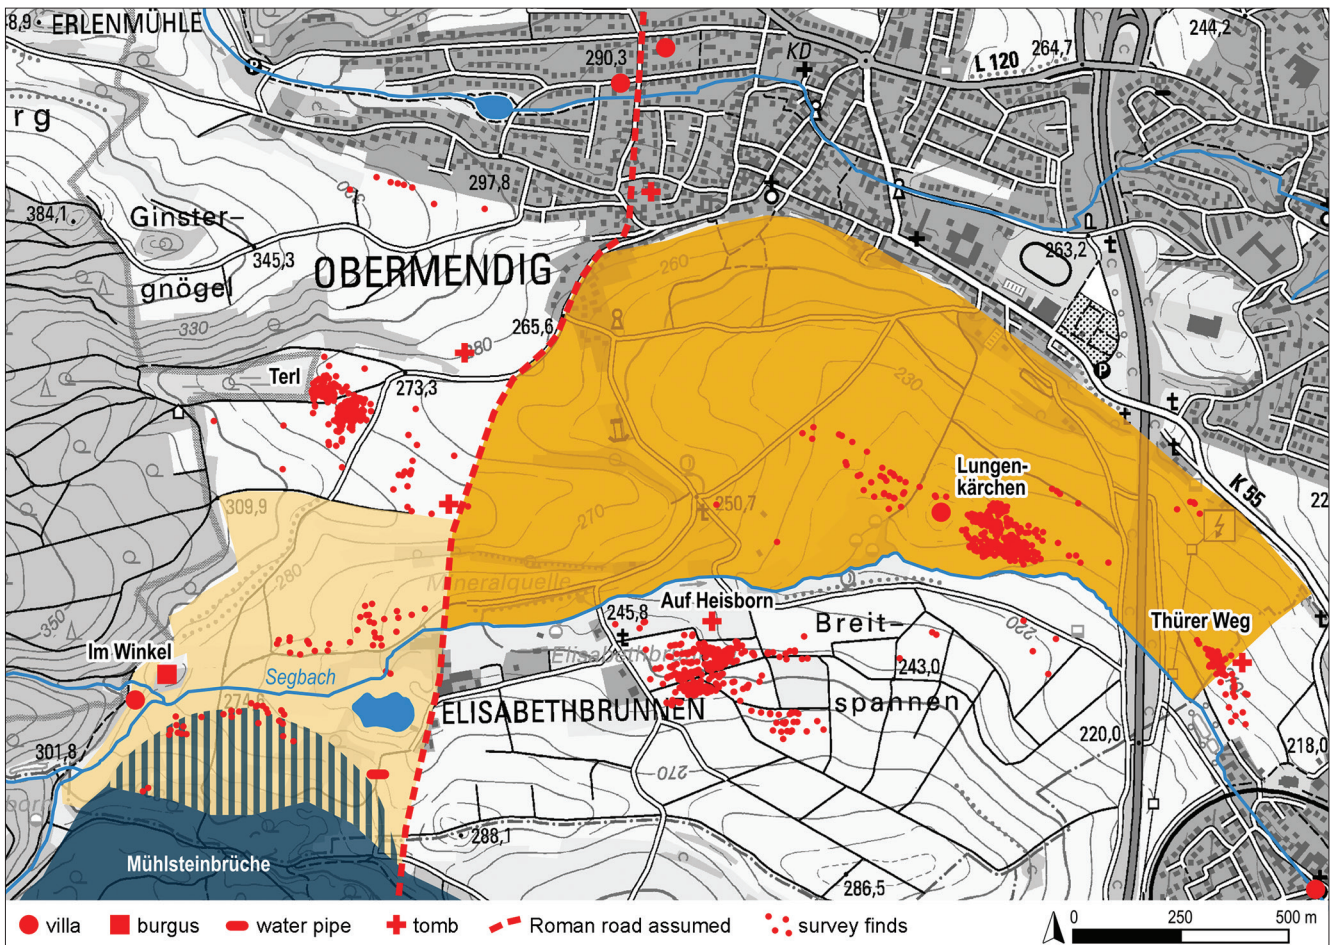 8,9
ERLENMÜHLE
290,3
KD
L 120
264,7
244,2
rg
297,8
384,1
Ginster-
gnögel
345,3
OBERMENDIG
30
330
260
263,2
P
265,6
280
Terl
273,3
230
Lungen-
kärchen
K 55
22
309,9
270
250,7
280
Mineralquelle
350
Auf Heisborn
245,8
Breit-
spannen
220
Thürer Weg
Im Winkel
Segbach
Elisabethbru
243,0
274,6
ELISABETHBRUNNEN
301,8
220,0
218,0
270
288,1
Mühlsteinbrüche
286,5
villa
burgus
water pipe
tomb
Roman road assumed
survey finds
0
250
500 m